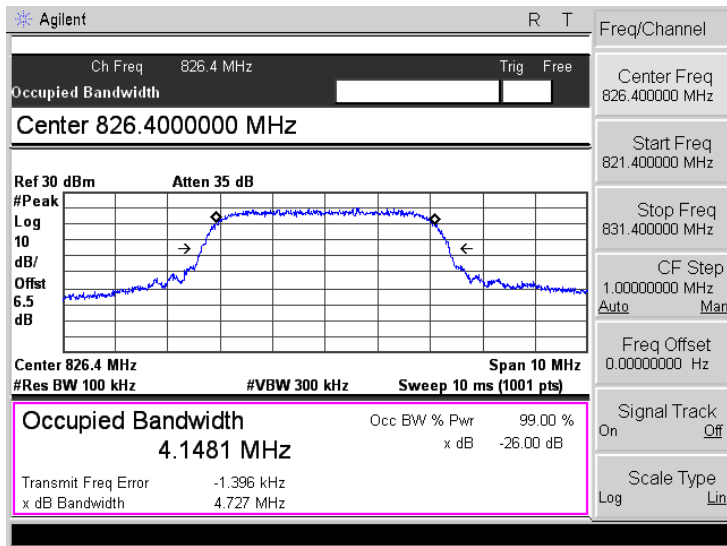 Agilent R T
Ch Freq 826.4 MHz Trig Free
Occupied Bandwidth
Center 826.4000000 MHz
Ref 30 dBm Atten 35 dB
#Peak
Log
10
dB/
Offst
6.5
dB
Center 826.4 MHz Span 10 MHz
#Res BW 100 kHz #VBW 300 kHz Sweep 10 ms (1001 pts)
Occupied Bandwidth Occ BW % Pwr 99.00 %
4.1481 MHz x dB -26.00 dB
Transmit Freq Error -1.396 kHz
x dB Bandwidth 4.727 MHz
Freq/Channel
Center Freq
826.400000 MHz
Start Freq
821.400000 MHz
Stop Freq
831.400000 MHz
CF Step
1.00000000 MHz
Auto Man
Freq Offset
0.00000000 Hz
Signal Track
On Off
Scale Type
Log Lin